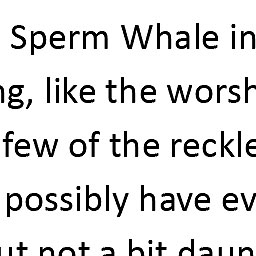 Sperm Whale in
ng, like the worsh
few of the reckle
possibly have ev
ut not a bit daun